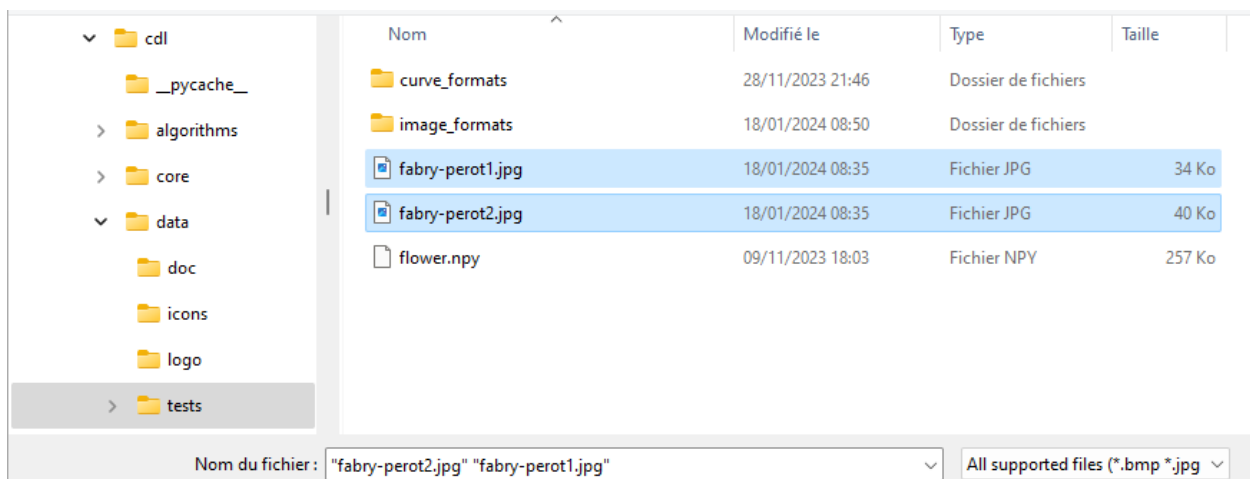 cdl
__pycache__
algorithms
core
data
doc
icons
logo
tests
Nom Modifié le Type Taille
curve_formats 28/11/2023 21:46 Dossier de fichiers
image_formats 18/01/2024 08:50 Dossier de fichiers
fabry-perot1.jpg 18/01/2024 08:35 Fichier JPG 34 Ko
fabry-perot2.jpg 18/01/2024 08:35 Fichier JPG 40 Ko
flower.npy 09/11/2023 18:03 Fichier NPY 257 Ko
Nom du fichier : "fabry-perot2.jpg" "fabry-perot1.jpg" All supported files (*.bmp *.jpg